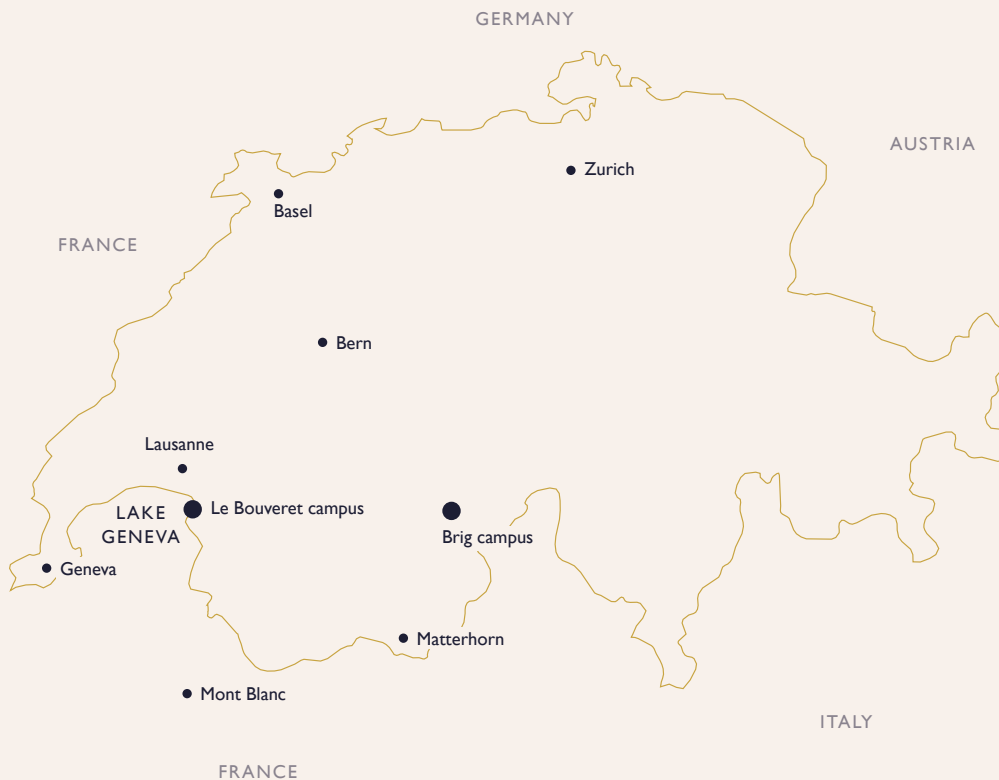 GERMANY
AUSTRIA
Zurich
Basel
FRANCE
Bern
Lausanne
LAKE
GENEVA
Le Bouveret campus
Brig campus
Geneva
Matterhorn
Mont Blanc
ITALY
FRANCE